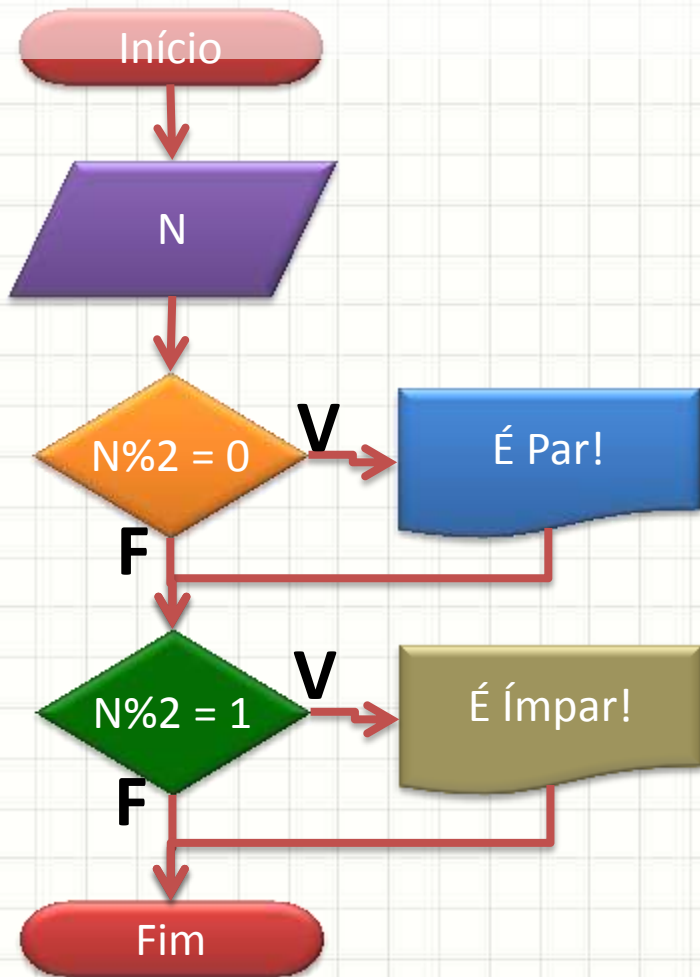 Início
N
N%2 = 0
V
É Par!
F
N%2 = 1
V
É Ímpar!
F
Fim